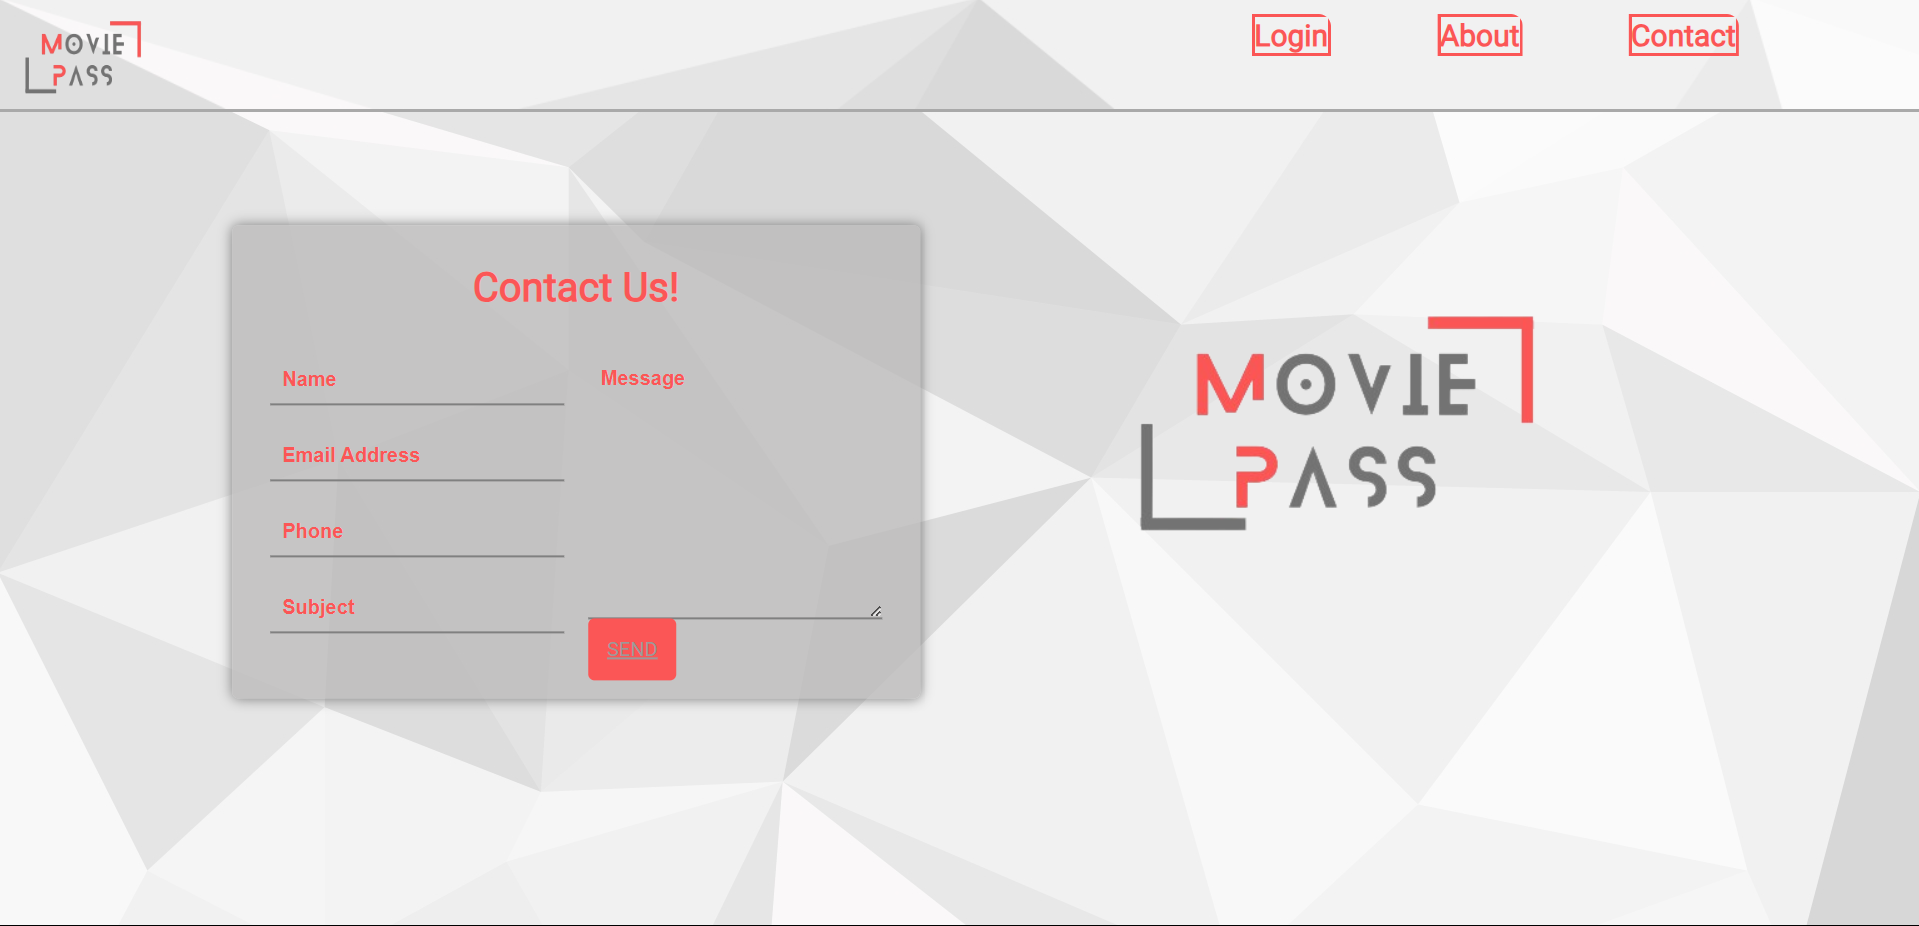 MOVIE
PASS
Login
About
Contact
Contact Us!
Name
Message
Email Address
Phone
Subject
SEND
MOVIE
PASS